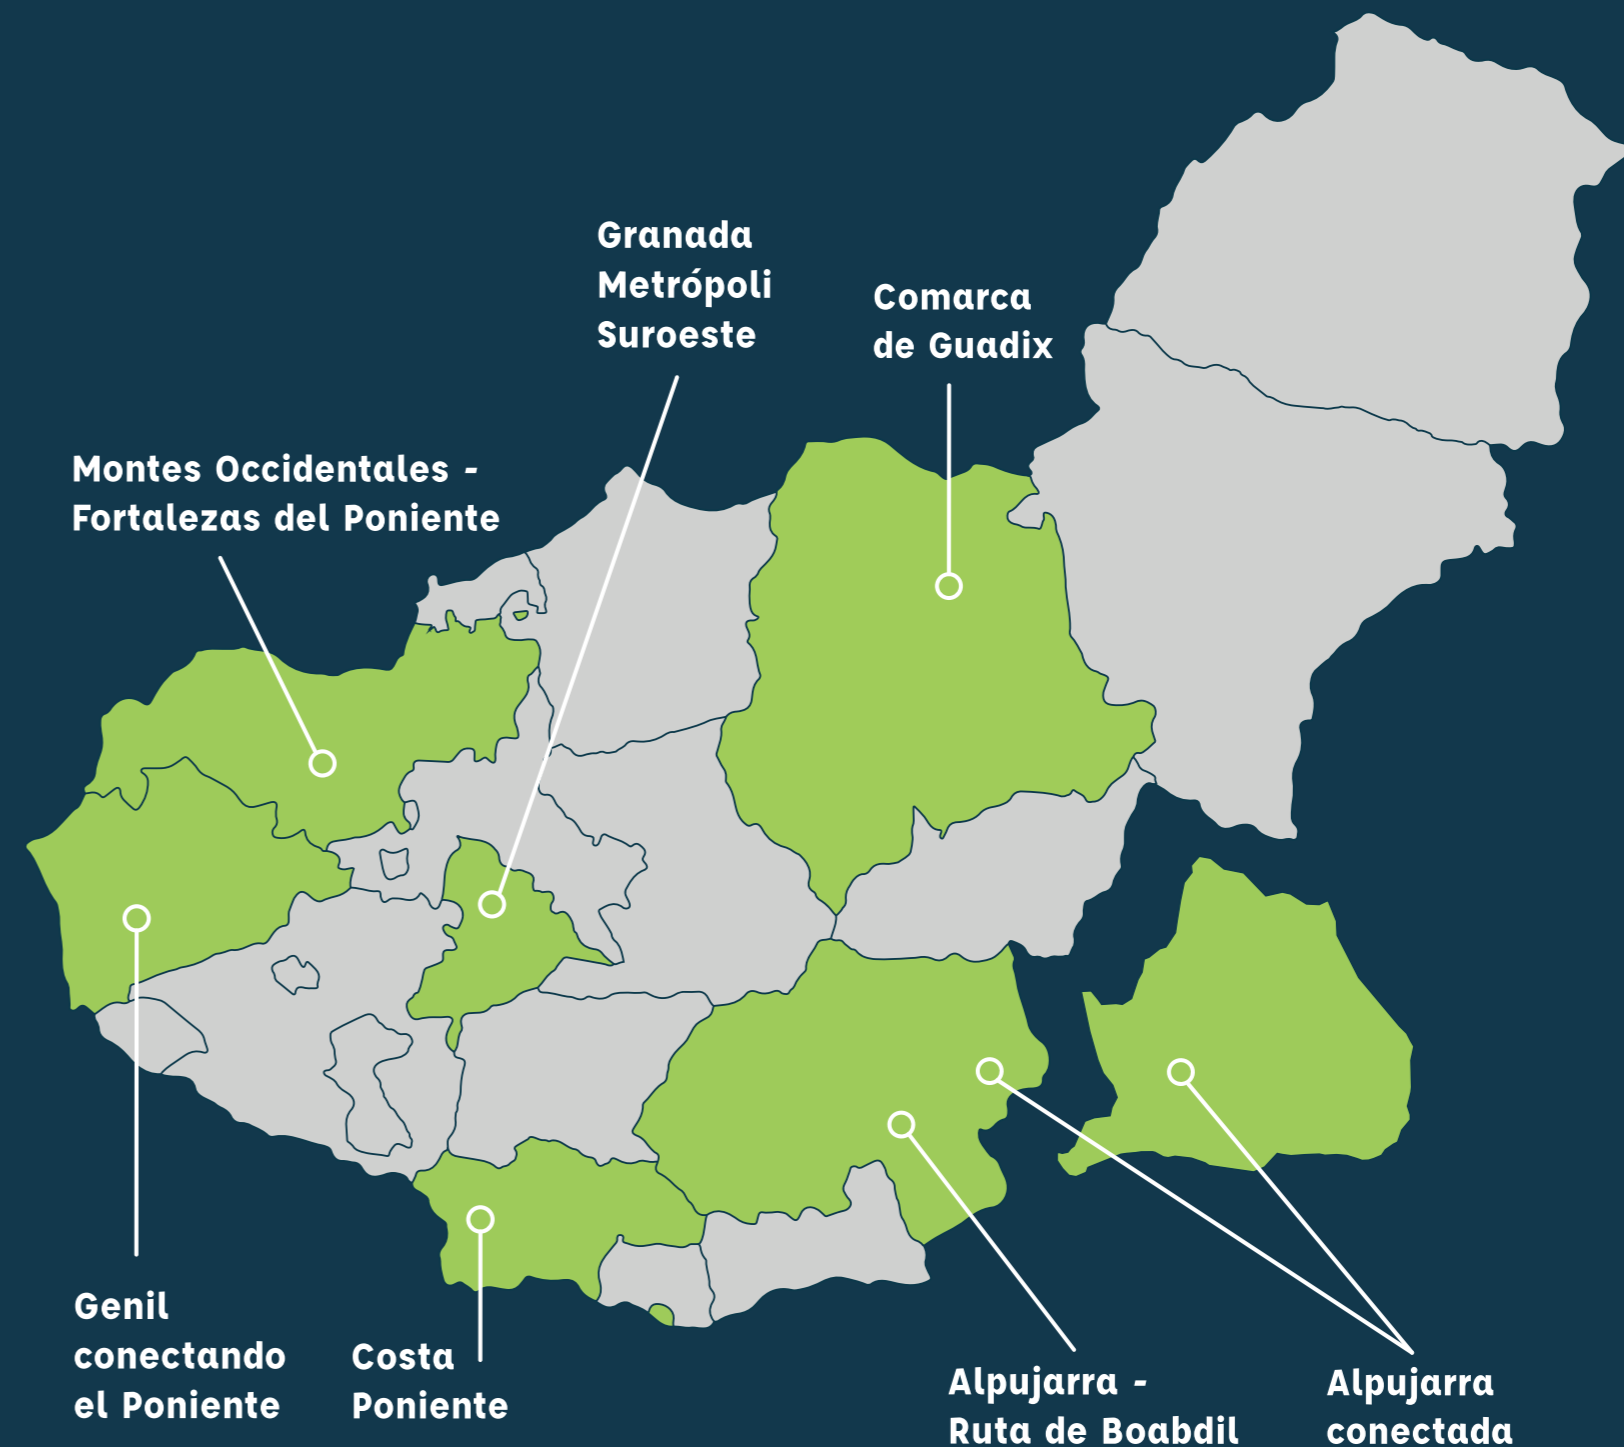 Granada
Metrópoli
Suroeste
Comarca
de Guadix
Montes Occidentales -
Fortalezas del Poniente
Genil
conectando
el Poniente
Costa
Poniente
Alpujarra -
Ruta de Boabdil
Alpujarra
conectada